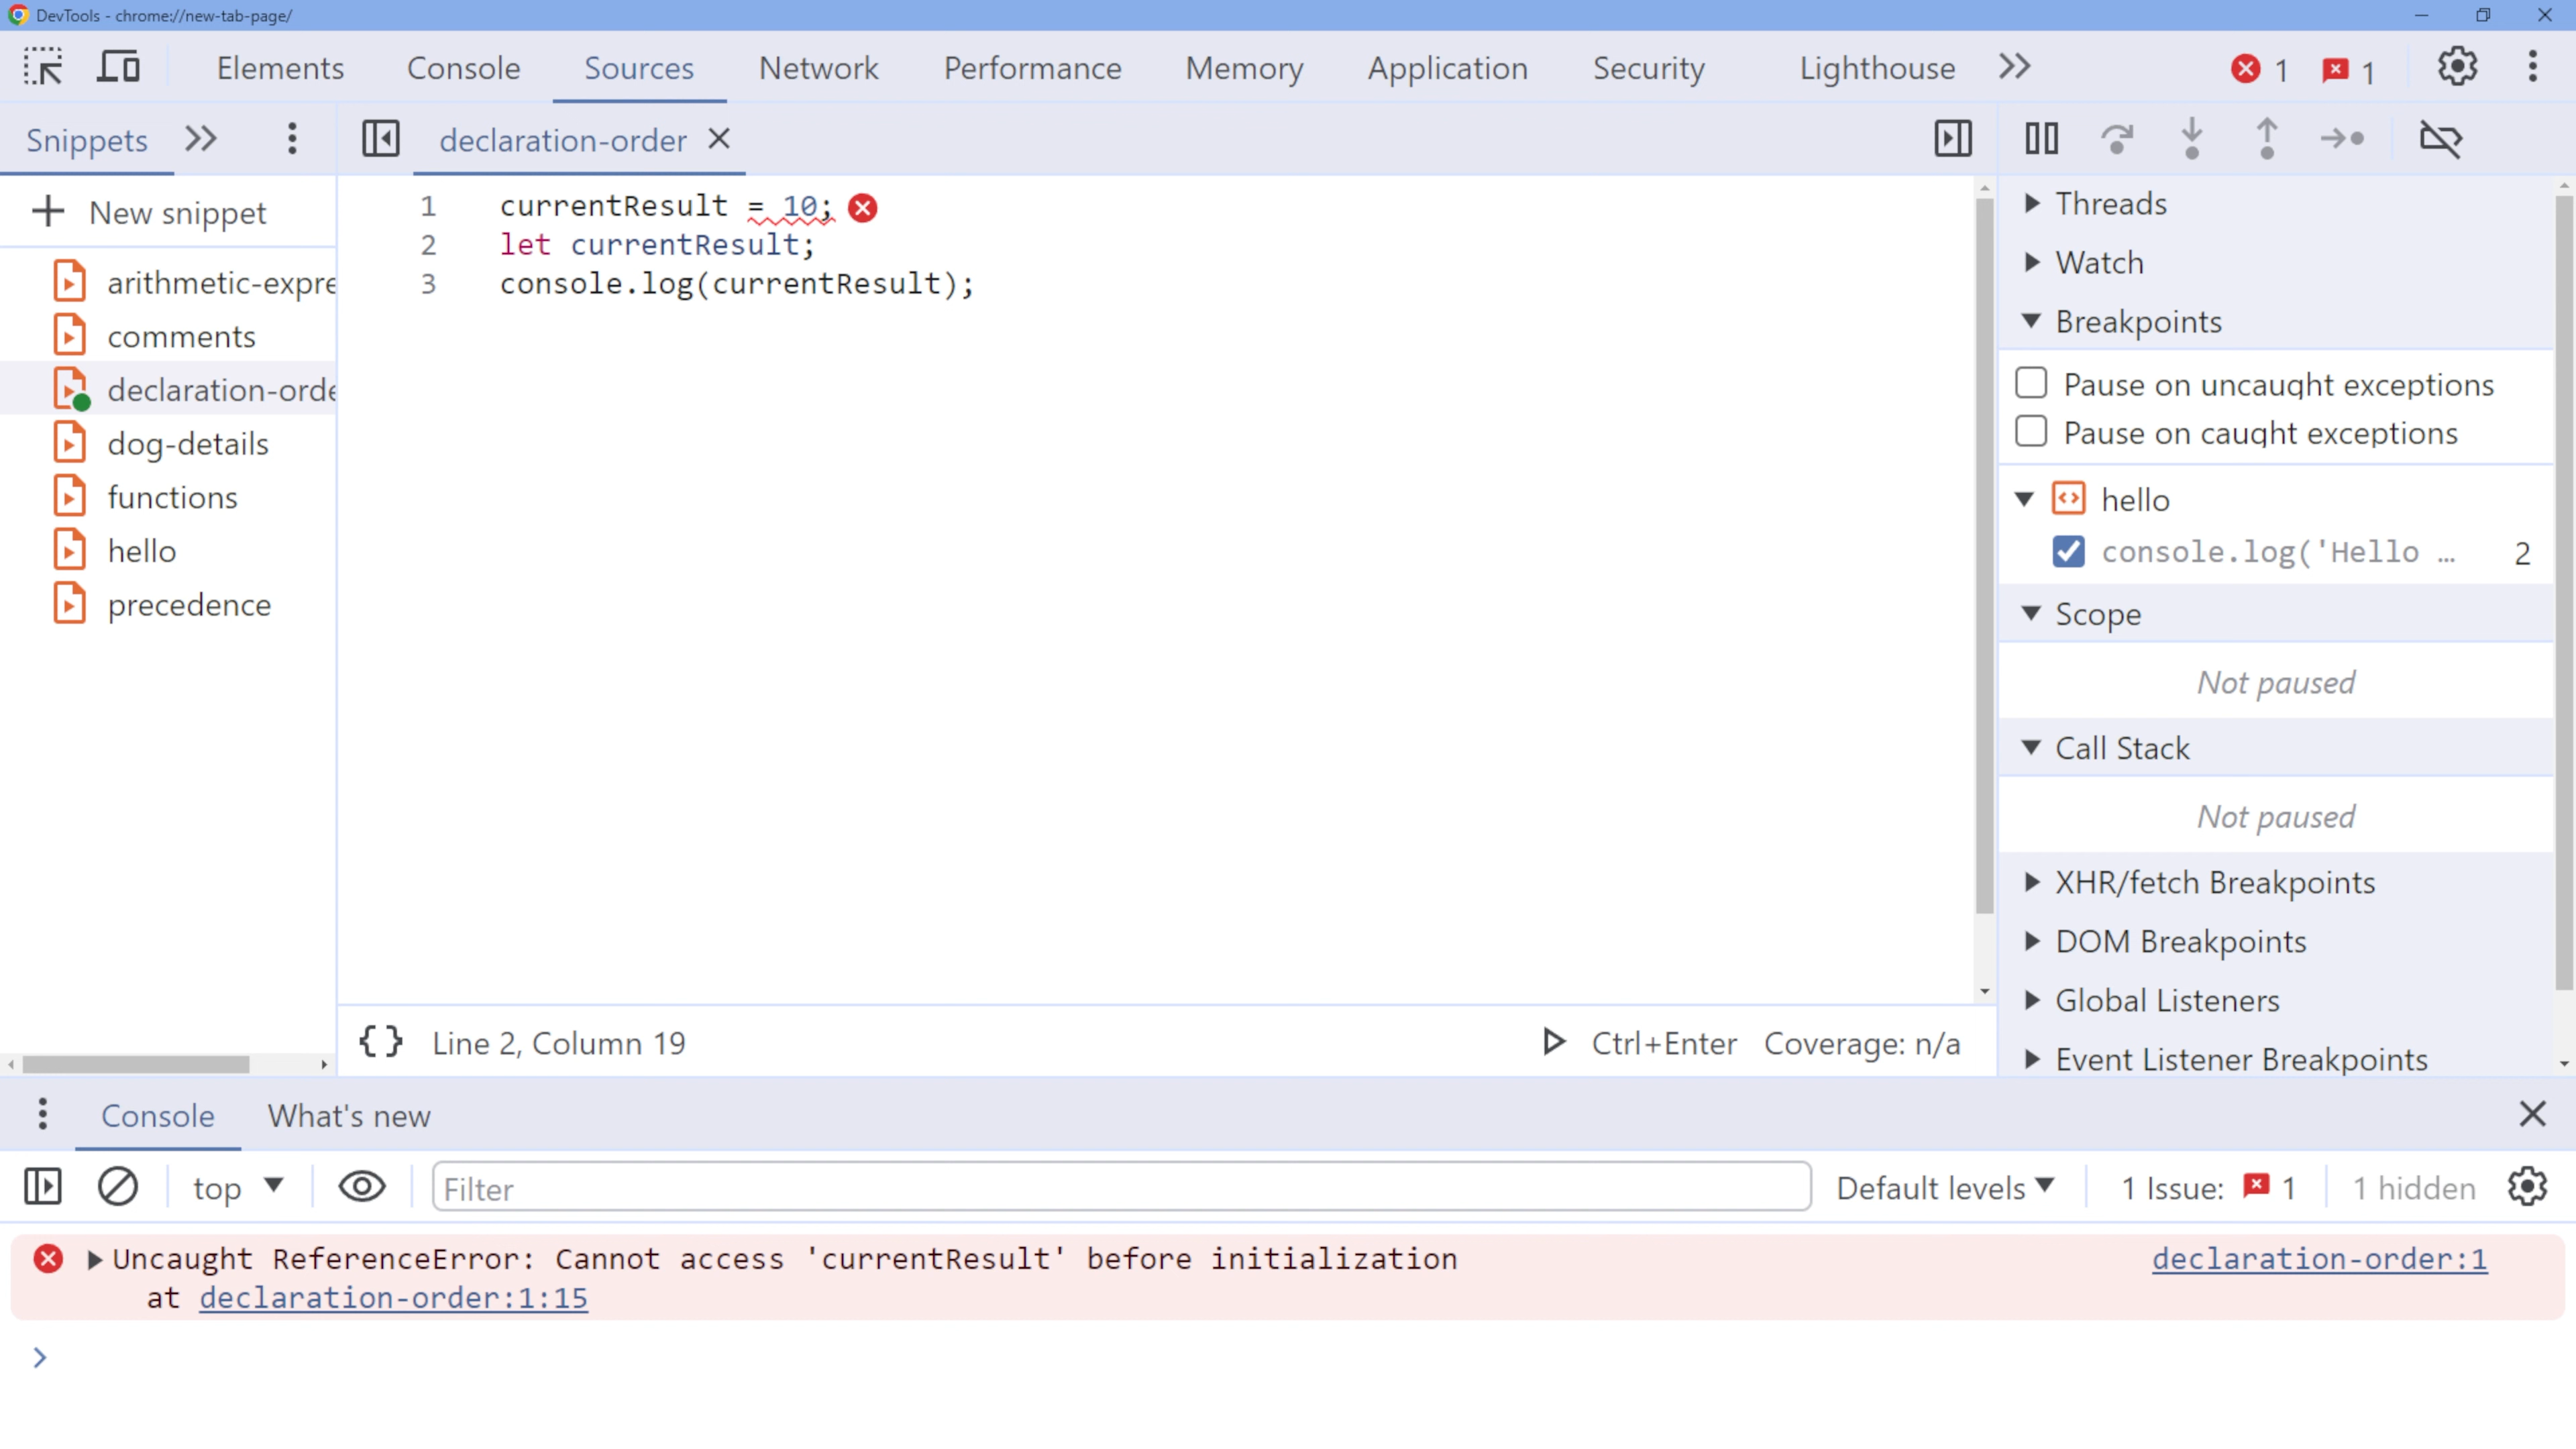 DevTools - chrome://new-tab-page/
Elements Console Sources Network Performance Memory Application Security Lighthouse 1 1
Snippets
declaration-order
New snippet
arithmetic-expre
comments
declaration-orde
dog-details
functions
hello
precedence
1 currentResult = 10;
2 let currentResult;
3 console.log(currentResult);
{} Line 2, Column 19 Ctrl+Enter Coverage: n/a
Threads
Watch
Breakpoints
Pause on uncaught exceptions
Pause on caught exceptions
hello
console.log('Hello … 2
Scope
Not paused
Call Stack
Not paused
XHR/fetch Breakpoints
DOM Breakpoints
Global Listeners
Event Listener Breakpoints
Console What's new
top Filter Default levels 1 Issue: 1 1 hidden
Uncaught ReferenceError: Cannot access 'currentResult' before initialization declaration-order:1
at declaration-order:1:15